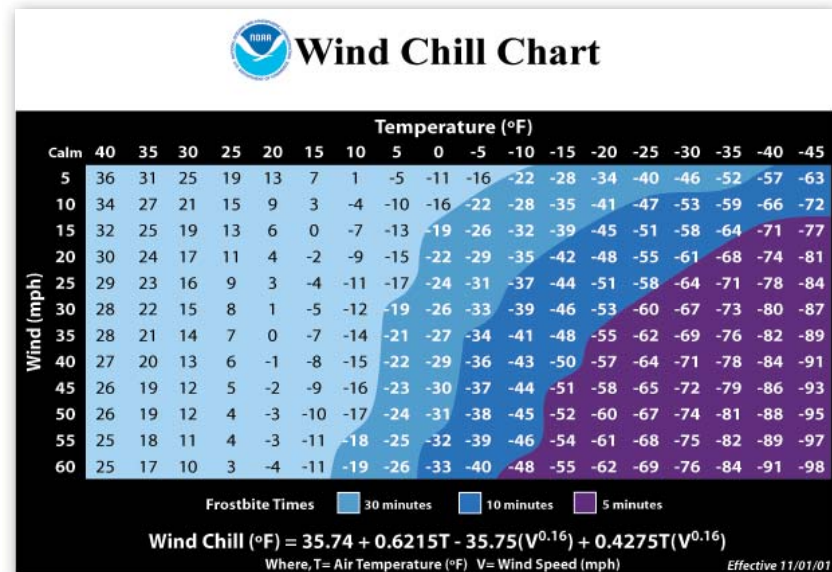 NOAA
Wind Chill Chart
Temperature (ºF)
Calm 40 35 30 25 20 15 10 5 0 -5 -10 -15 -20 -25 -30 -35 -40 -45
5 36 31 25 19 13 7 1 -5 -11 -16 -22 -28 -34 -40 -46 -52 -57 -63
10 34 27 21 15 9 3 -4 -10 -16 -22 -28 -35 -41 -47 -53 -59 -66 -72
15 32 25 19 13 6 0 -7 -13 -19 -26 -32 -39 -45 -51 -58 -64 -71 -77
20 30 24 17 11 4 -2 -9 -15 -22 -29 -35 -42 -48 -55 -61 -68 -74 -81
25 29 23 16 9 3 -4 -11 -17 -24 -31 -37 -44 -51 -58 -64 -71 -78 -84
30 28 22 15 8 1 -5 -12 -19 -26 -33 -39 -46 -53 -60 -67 -73 -80 -87
35 28 21 14 7 0 -7 -14 -21 -27 -34 -41 -48 -55 -62 -69 -76 -82 -89
40 27 20 13 6 -1 -8 -15 -22 -29 -36 -43 -50 -57 -64 -71 -78 -84 -91
45 26 19 12 5 -2 -9 -16 -23 -30 -37 -44 -51 -58 -65 -72 -79 -86 -93
50 26 19 12 4 -3 -10 -17 -24 -31 -38 -45 -52 -60 -67 -74 -81 -88 -95
55 25 18 11 4 -3 -11 -18 -25 -32 -39 -46 -54 -61 -68 -75 -82 -89 -97
60 25 17 10 3 -4 -11 -19 -26 -33 -40 -48 -55 -62 -69 -76 -84 -91 -98
Wind (mph)
Frostbite Times 30 minutes 10 minutes 5 minutes
Wind Chill (ºF) = 35.74 + 0.6215T - 35.75(V^0.16) + 0.4275T(V^0.16)
Where, T= Air Temperature (ºF) V= Wind Speed (mph)
Effective 11/01/01